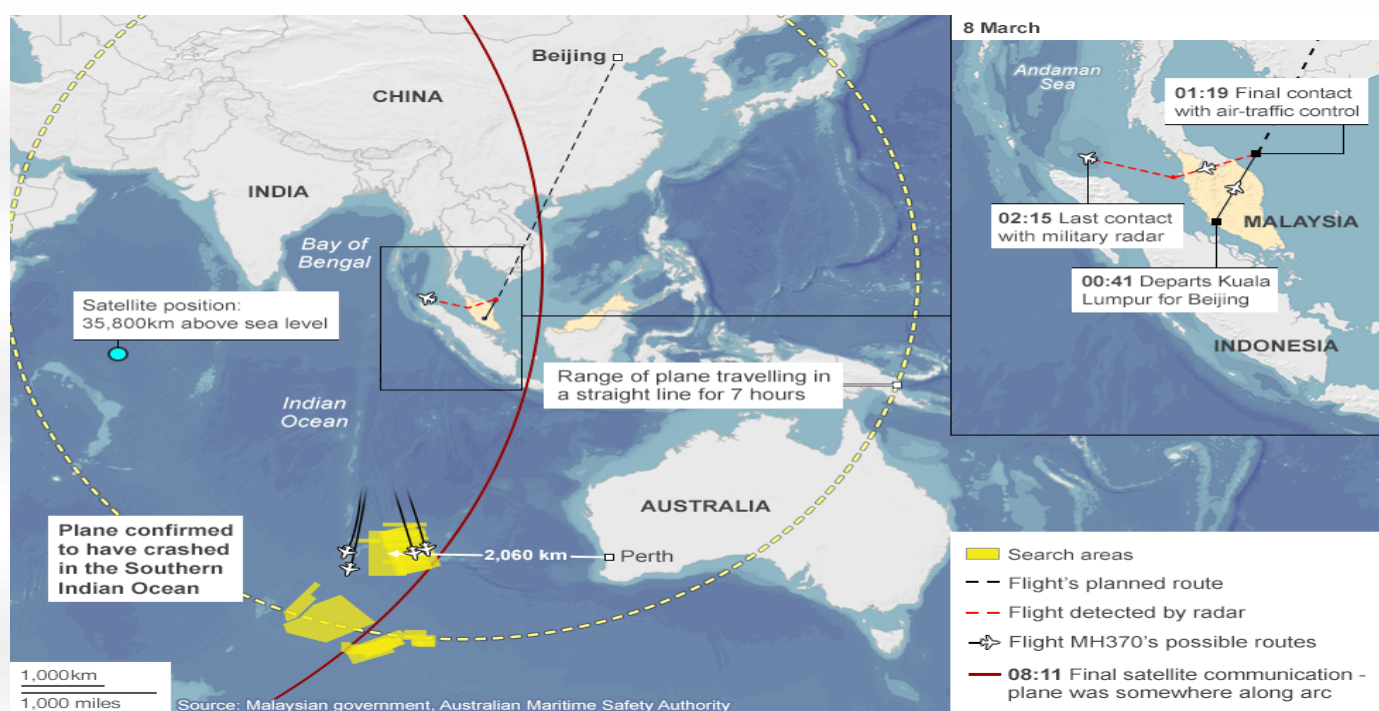 Beijing
CHINA
INDIA
Bay of
Bengal
Satellite position:
35,800km above sea level
Range of plane travelling in
a straight line for 7 hours
Indian
Ocean
AUSTRALIA
Plane confirmed
to have crashed
in the Southern
Indian Ocean
2,060 km
Perth
1,000km
1,000 miles
Source: Malaysian government, Australian Maritime Safety Authority
8 March
Andaman
Sea
01:19 Final contact
with air-traffic control
02:15 Last contact
with military radar
MALAYSIA
00:41 Departs Kuala
Lumpur for Beijing
INDONESIA
Search areas
Flight's planned route
Flight detected by radar
Flight MH370's possible routes
08:11 Final satellite communication -
plane was somewhere along arc